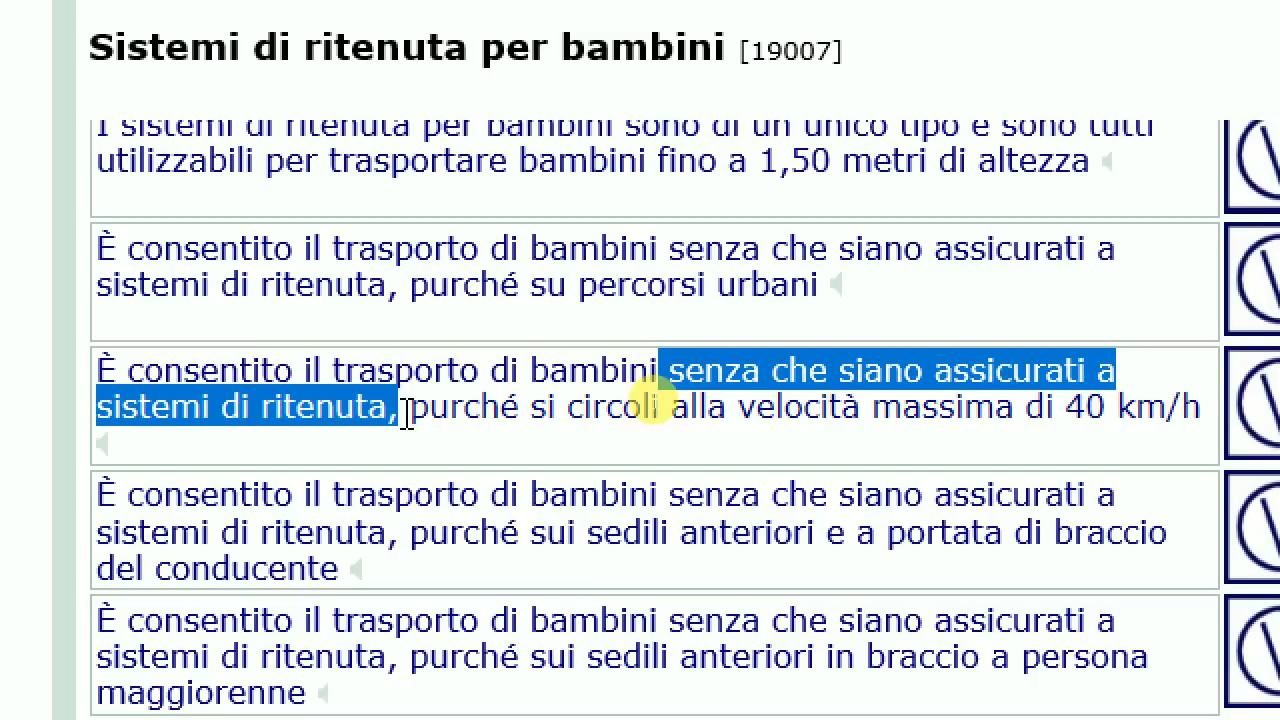 Sistemi di ritenuta per bambini [19007]
I sistemi di ritenuta per bambini sono di un unico tipo e sono tutti
utilizzabili per trasportare bambini fino a 1,50 metri di altezza
È consentito il trasporto di bambini senza che siano assicurati a
sistemi di ritenuta, purché su percorsi urbani
È consentito il trasporto di bambini senza che siano assicurati a
sistemi di ritenuta, purché si circoli alla velocità massima di 40 km/h
È consentito il trasporto di bambini senza che siano assicurati a
sistemi di ritenuta, purché sui sedili anteriori e a portata di braccio
del conducente
È consentito il trasporto di bambini senza che siano assicurati a
sistemi di ritenuta, purché sui sedili anteriori in braccio a persona
maggiorenne